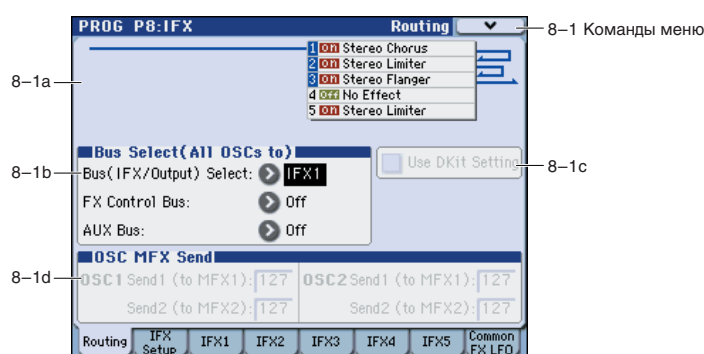 PROG P8:IFX Routing
8–1 Команды меню
1 On Stereo Chorus
2 On Stereo Limiter
3 On Stereo Flanger
4 Off No Effect
5 On Stereo Limiter
8–1a
Bus Select(All OSCs to)
8–1b
Bus(IFX/Output) Select: IFX1
Use DKit Setting
8–1c
FX Control Bus: Off
AUX Bus: Off
OSC MFX Send
8–1d
OSC1 Send1 (to MFX1): 127 OSC2 Send1 (to MFX1): 127
Send2 (to MFX2): 127 Send2 (to MFX2): 127
Routing IFX Setup IFX1 IFX2 IFX3 IFX4 IFX5 Common FX LFO